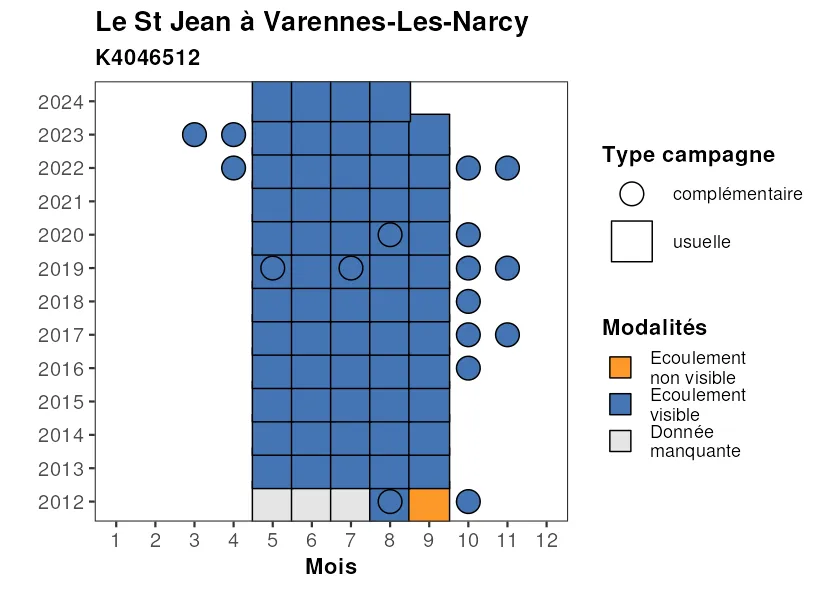 Le St Jean à Varennes-Les-Narcy
K4046512
2024
2023
2022
2021
2020
2019
2018
2017
2016
2015
2014
2013
2012
1 2 3 4 5 6 7 8 9 10 11 12
Mois
Type campagne
complémentaire
usuelle
Modalités
Ecoulement
non visible
Ecoulement
visible
Donnée
manquante